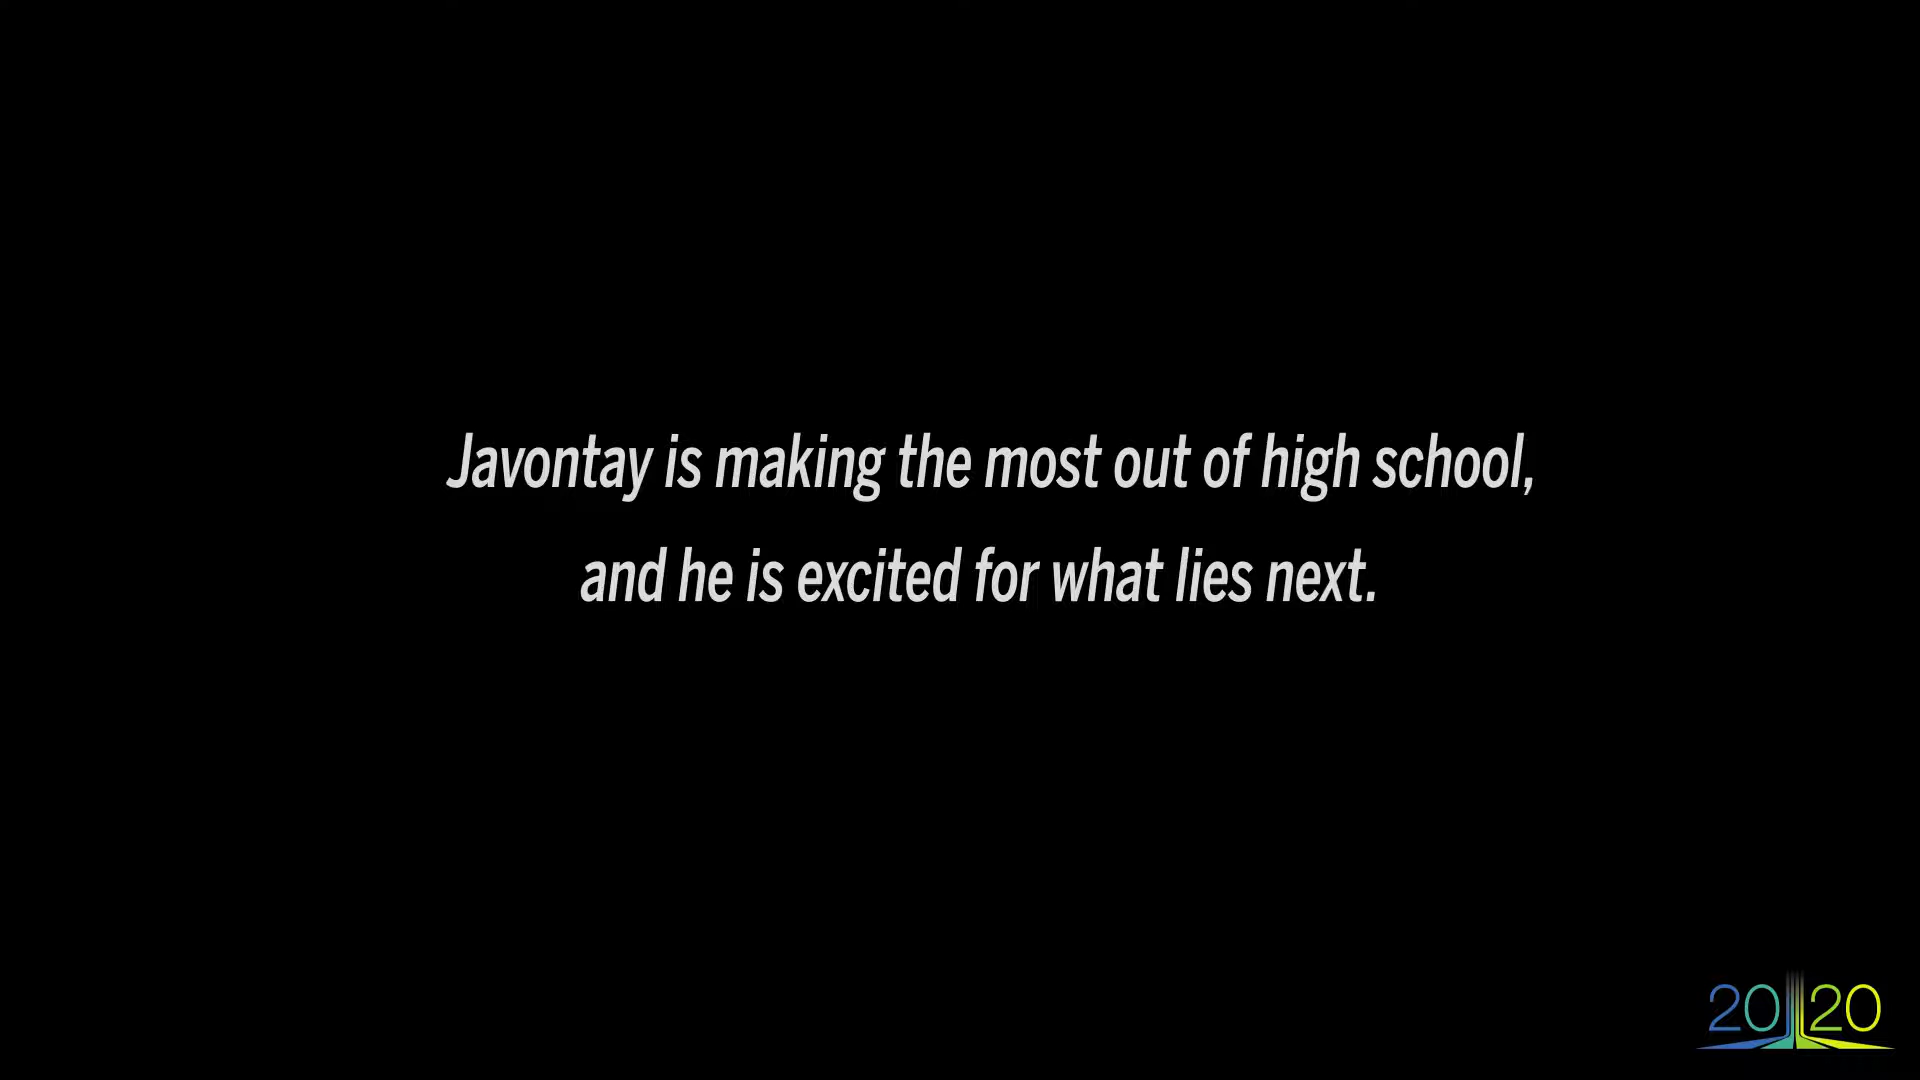 Javontay is making the most out of high school,
and he is excited for what lies next.
20 20